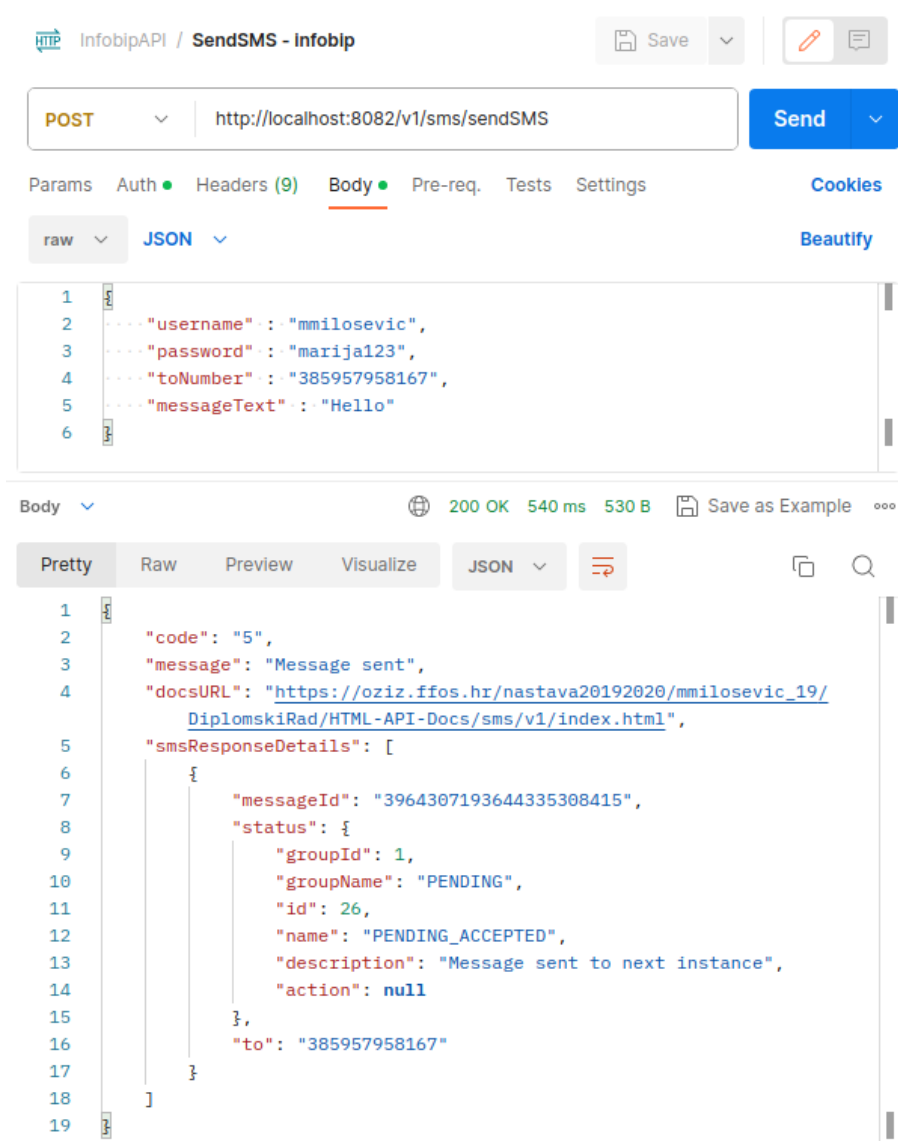 HTTP InfobipAPI / SendSMS - infobip Save
POST http://localhost:8082/v1/sms/sendSMS Send
Params Auth Headers (9) Body Pre-req. Tests Settings Cookies
raw JSON Beautify
1 {
2 "username" : "mmilosevic",
3 "password" : "marija123",
4 "toNumber" : "385957958167",
5 "messageText" : "Hello"
6 }
Body 200 OK 540 ms 530 B Save as Example
Pretty Raw Preview Visualize JSON
1 {
2 "code": "5",
3 "message": "Message sent",
4 "docsURL": "https://oziz.ffos.hr/nastava20192020/mmilosevic_19/
DiplomskiRad/HTML-API-Docs/sms/v1/index.html",
5 "smsResponseDetails": [
6 {
7 "messageId": "3964307193644335308415",
8 "status": {
9 "groupId": 1,
10 "groupName": "PENDING",
11 "id": 26,
12 "name": "PENDING_ACCEPTED",
13 "description": "Message sent to next instance",
14 "action": null
15 },
16 "to": "385957958167"
17 }
18 ]
19 }